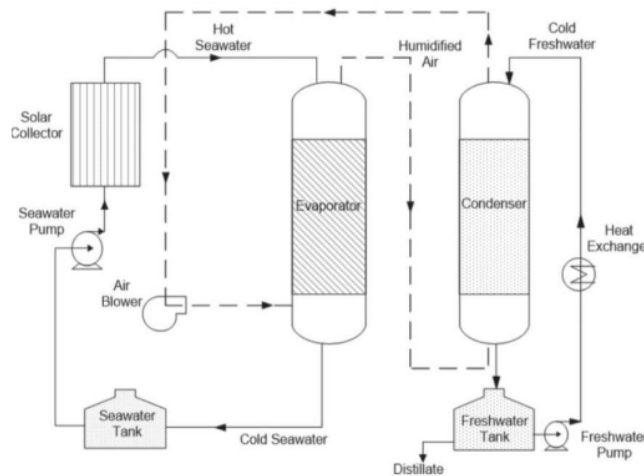 Hot
Seawater
Humidified
Air
Cold
Freshwater
Solar
Collector
Evaporator
Condenser
Seawater
Pump
Heat
Exchange
Air
Blower
Seawater
Tank
Cold Seawater
Freshwater
Tank
Freshwater
Pump
Distillate